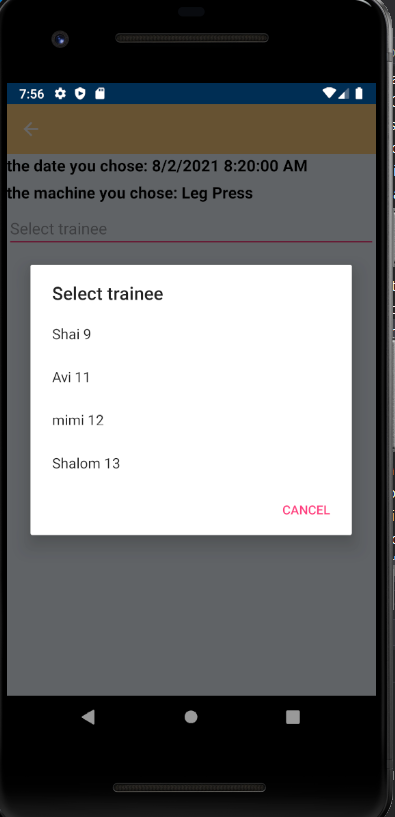 7:56
the date you chose: 8/2/2021 8:20:00 AM
the machine you chose: Leg Press
Select trainee
Select trainee
Shai 9
Avi 11
mimi 12
Shalom 13
CANCEL